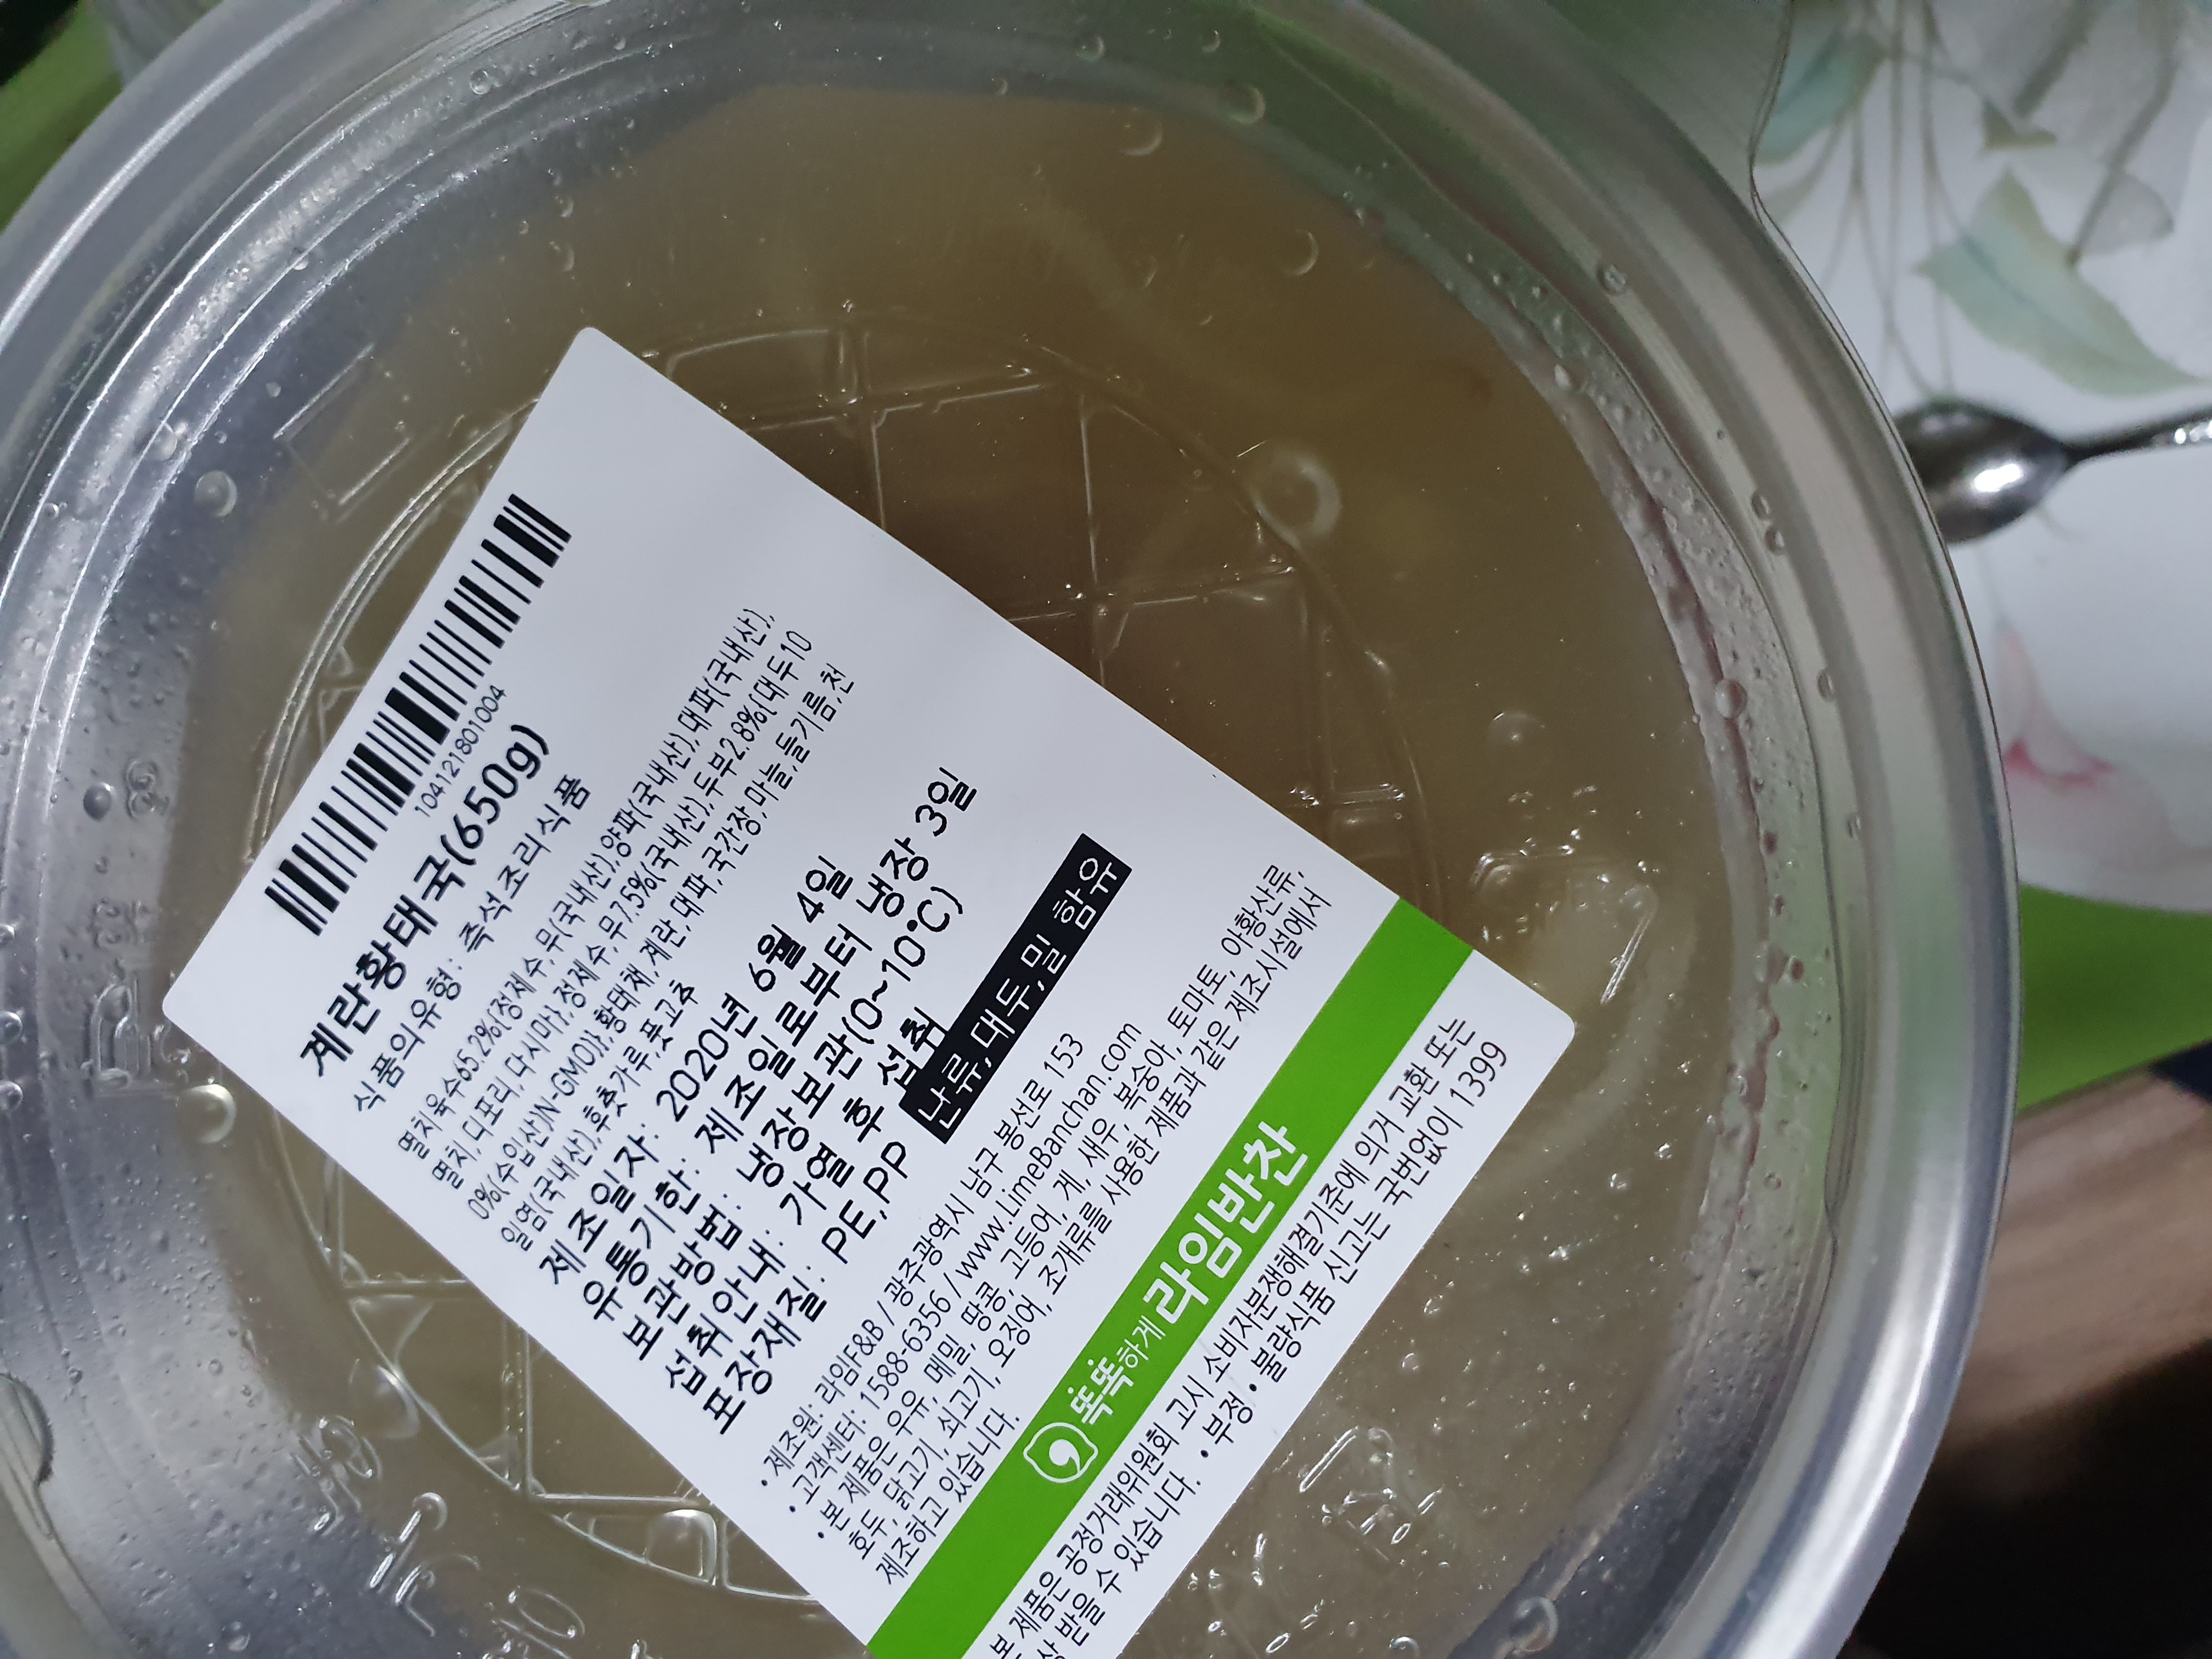 104121801004
계란황태국(650g)
식품의유형: 즉석조리식품
멸치육수65.2%{정제수,무(국내산),양파(국내산),대파(국내산),
멸치,디포리,다시마},정제수,무7.5%(국내산),두부2.8%{대두10
0%(수입산)N-GMO)},황태채,계란,대파,국간장,마늘,들기름,천
일염(국내산),후춧가루,풋고추
제조일자: 2020년 6월 4일
유통기한: 제조일로부터 냉장 3일
보관방법: 냉장보관(0~10°C)
섭취안내: 가열 후 섭취
포장재질: PE,PP
난류,대두,밀 함유
• 제조원: 라임F&B / 광주광역시 남구 봉선로 153
• 고객센터: 1588-6356 / www.LimeBanchan.com
• 본 제품은 우유, 메밀, 땅콩, 고등어, 게, 새우, 복숭아, 토마토, 아황산류,
호두, 닭고기, 쇠고기, 오징어, 조개류를 사용한 제품과 같은 제조시설에서
제조하고 있습니다.
똑똑하게 라임반찬
본 제품은 공정거래위원회 고시 소비자분쟁해결기준에 의거 교환 또는
상 받을 수 있습니다. • 부정 • 불량식품 신고는 국번없이 1399